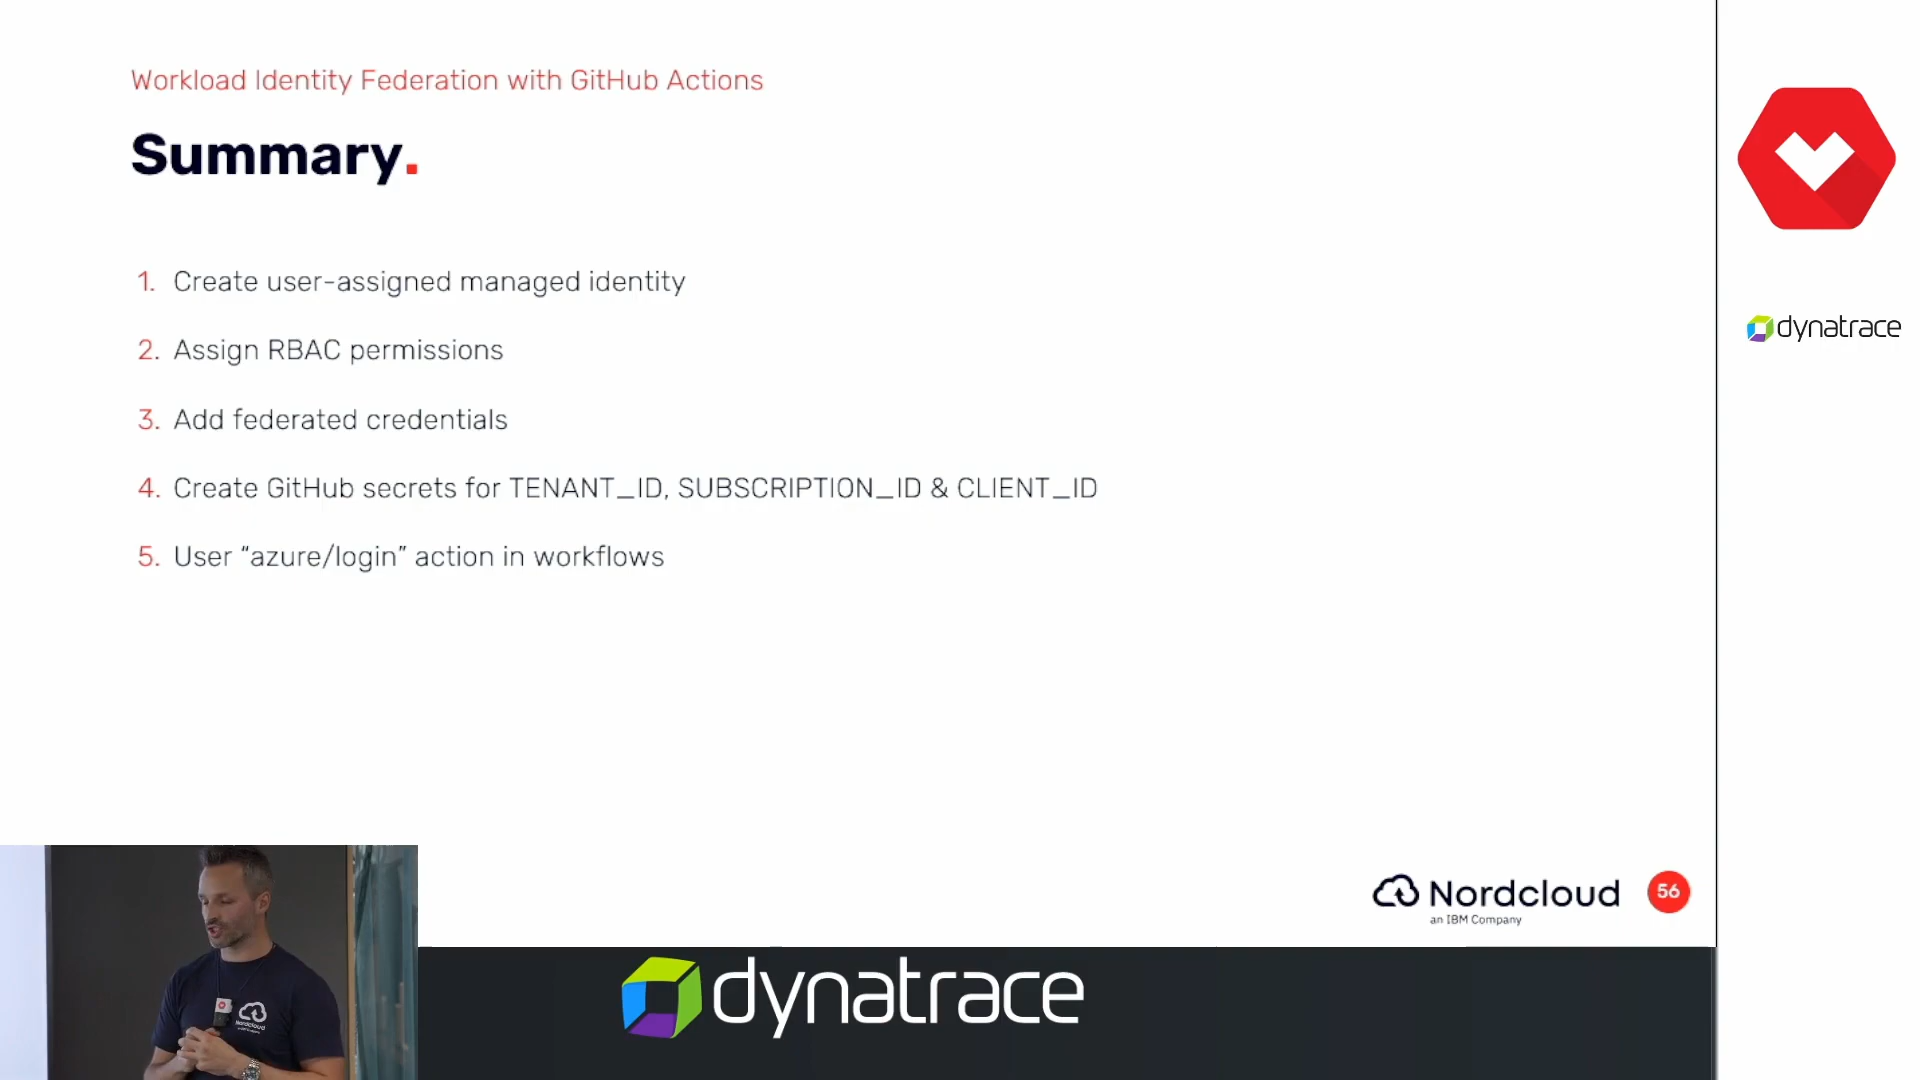 Workload Identity Federation with GitHub Actions
Summary.
1. Create user-assigned managed identity
2. Assign RBAC permissions
3. Add federated credentials
4. Create GitHub secrets for TENANT_ID, SUBSCRIPTION_ID & CLIENT_ID
5. User “azure/login” action in workflows
dynatrace
Nordcloud
an IBM Company
56
Nordcloud
dynatrace